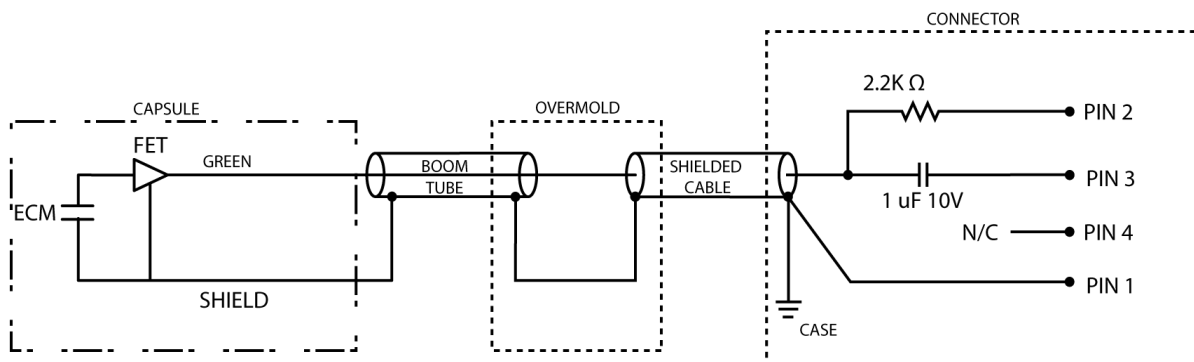 CONNECTOR
2.2K Ω
PIN 2
CAPSULE
OVERMOLD
FET
GREEN
BOOM
TUBE
SHIELDED
CABLE
PIN 3
1 uF 10V
ECM
N/C
PIN 4
PIN 1
SHIELD
CASE